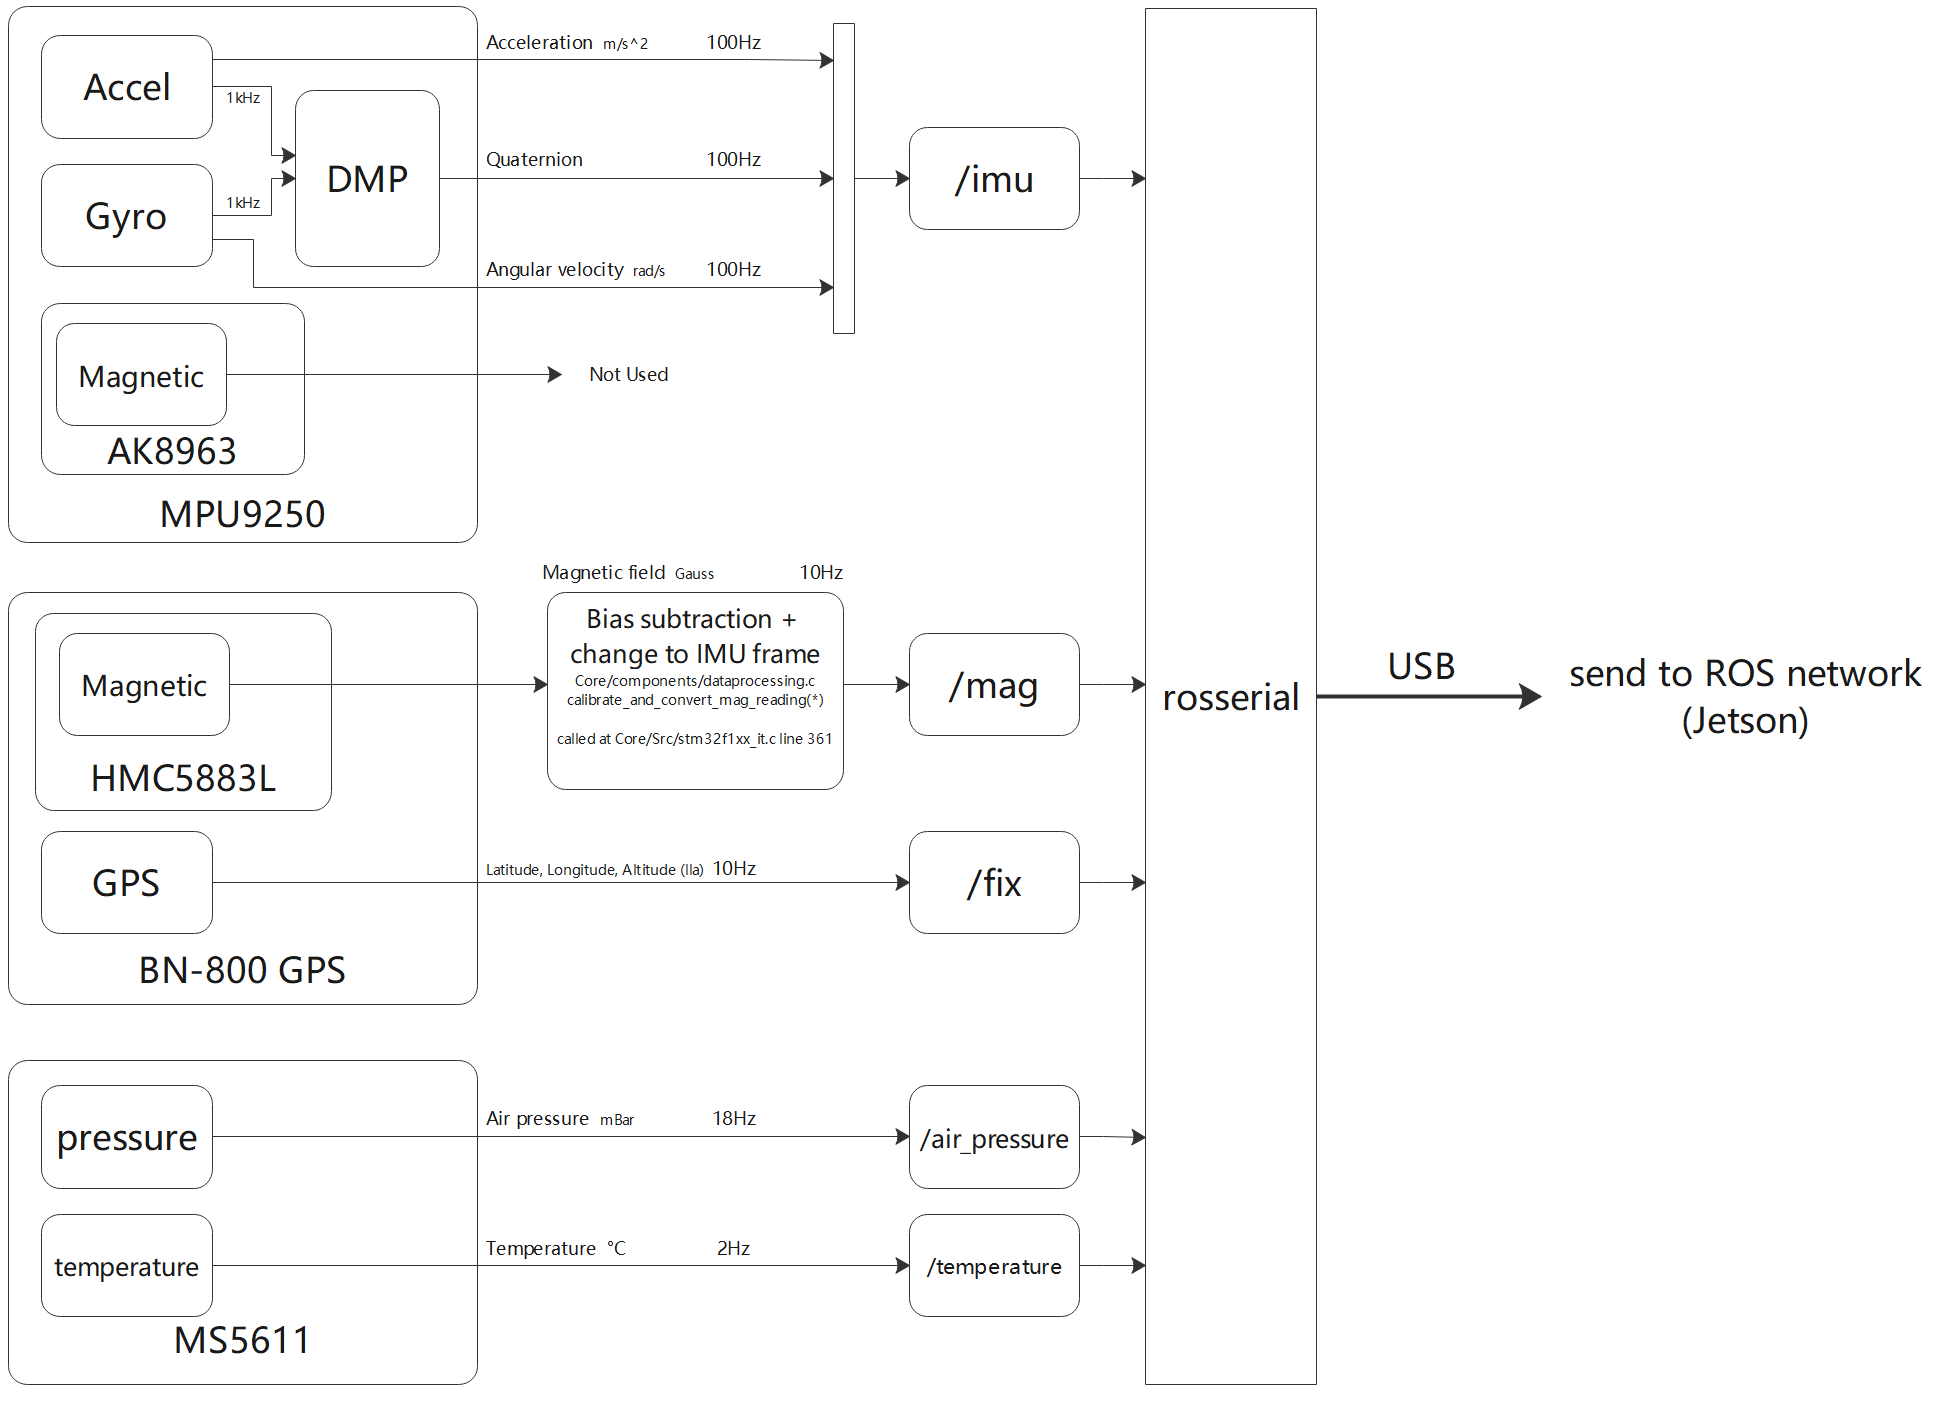 Acceleration m/s^2 100Hz
Accel
1kHz
DMP
Quaternion 100Hz
/imu
Gyro
1kHz
Angular velocity rad/s 100Hz
Magnetic
Not Used
AK8963
MPU9250
Magnetic field Gauss 10Hz
Bias subtraction +
change to IMU frame
Core/components/dataprocessing.c
calibrate_and_convert_mag_reading(*)
called at Core/Src/stm32f1xx_it.c line 361
Magnetic
/mag
HMC5883L
rosserial
USB
send to ROS network
(Jetson)
GPS
Latitude, Longitude, Altitude (lla) 10Hz
/fix
BN-800 GPS
pressure
Air pressure mBar 18Hz
/air_pressure
temperature
Temperature °C 2Hz
/temperature
MS5611